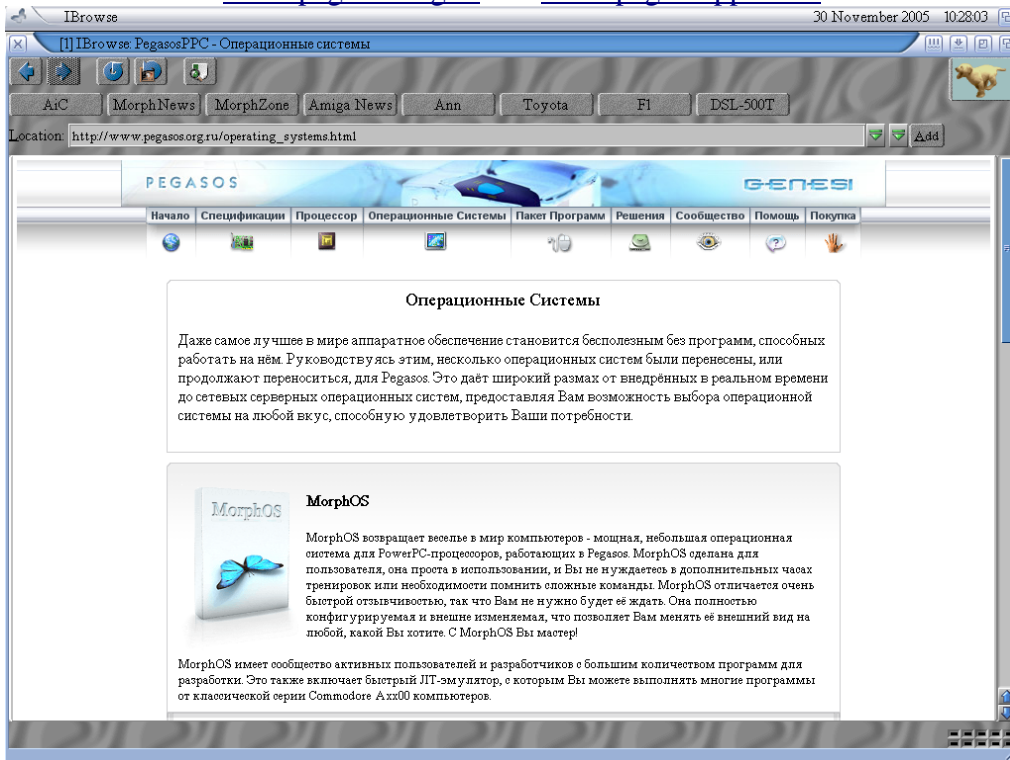 IBrowse 30 November 2005 10:28:03
[1] IBrowse: PegasosPPC - Операционные системы
AiC MorphNews MorphZone Amiga News Ann Toyota F1 DSL-500T
Location: http://www.pegasos.org.ru/operating_systems.html Add
PEGASOS GENESI
Начало Спецификации Процессор Операционные Системы Пакет Программ Решения Сообщество Помощь Покупка
Операционные Системы
Даже самое лучшее в мире аппаратное обеспечение становится бесполезным без программ, способных
работать на нём. Руководствуясь этим, несколько операционных систем были перенесены, или
продолжают переноситься, для Pegasos. Это даёт широкий размах от внедрённых в реальном времени
до сетевых серверных операционных систем, предоставляя Вам возможность выбора операционной
системы на любой вкус, способную удовлетворить Ваши потребности.
MorphOS
MorphOS
MorphOS возвращает веселье в мир компьютеров - мощная, небольшая операционная
система для PowerPC-процессоров, работающих в Pegasos. MorphOS сделана для
пользователя, она проста в использовании, и Вы не нуждаетесь в дополнительных часах
тренировок или необходимости помнить сложные команды. MorphOS отличается очень
быстрой отзывчивостью, так что Вам не нужно будет её ждать. Она полностью
конфигурируемая и внешне изменяемая, что позволяет Вам менять её внешний вид на
любой, какой Вы хотите. С MorphOS Вы мастер!
MorphOS имеет сообщество активных пользователей и разработчиков с большим количеством программ для
разработки. Это также включает быстрый JIT-эмулятор, с которым Вы можете выполнять многие программы
от классической серии Commodore Axx00 компьютеров.